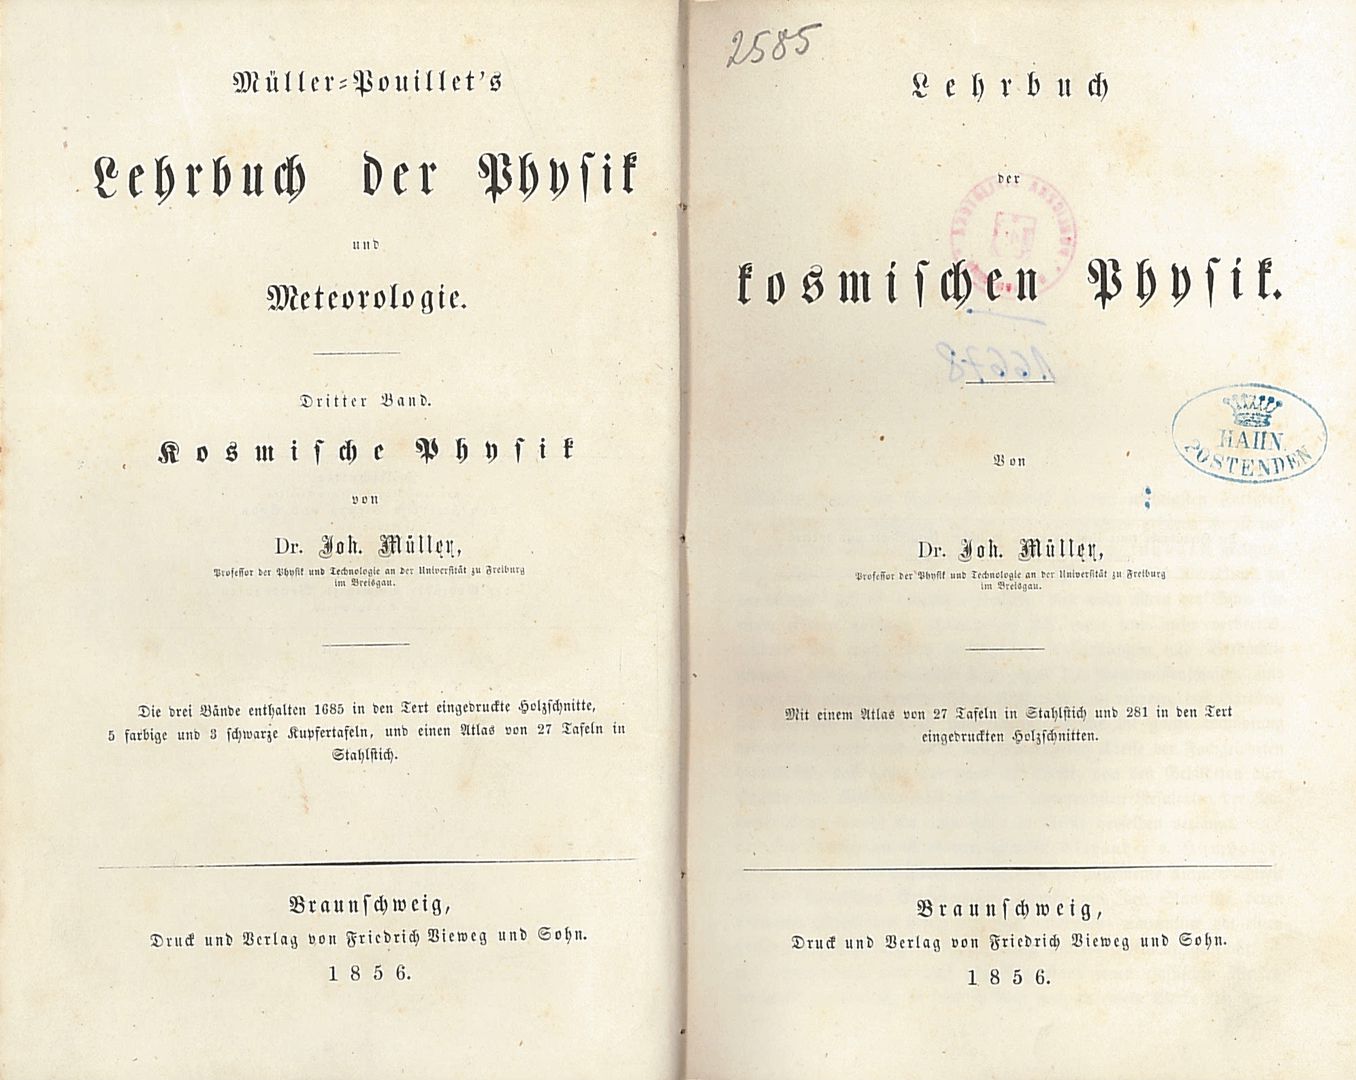 Müller-Pouillet's
Lehrbuch der Physik
und
Meteorologie.
Dritter Band.
Kosmische Physik
von
Dr. Joh. Müller,
Professor der Physik und Technologie an der Universität zu Freiburg
im Breisgau.
Die drei Bände enthalten 1685 in den Text eingedruckte Holzschnitte,
5 farbige und 3 schwarze Kupfertafeln, und einen Atlas von 27 Tafeln in
Stahlstich.
Braunschweig,
Druck und Verlag von Friedrich Vieweg und Sohn.
1856.
2585
Lehrbuch
der
kosmischen Physik.
16678
HAHN
POSTENDEN
Von
Dr. Joh. Müller,
Professor der Physik und Technologie an der Universität zu Freiburg
im Breisgau.
Mit einem Atlas von 27 Tafeln in Stahlstich und 281 in den Text
eingedruckten Holzschnitten.
Braunschweig,
Druck und Verlag von Friedrich Vieweg und Sohn.
1856.